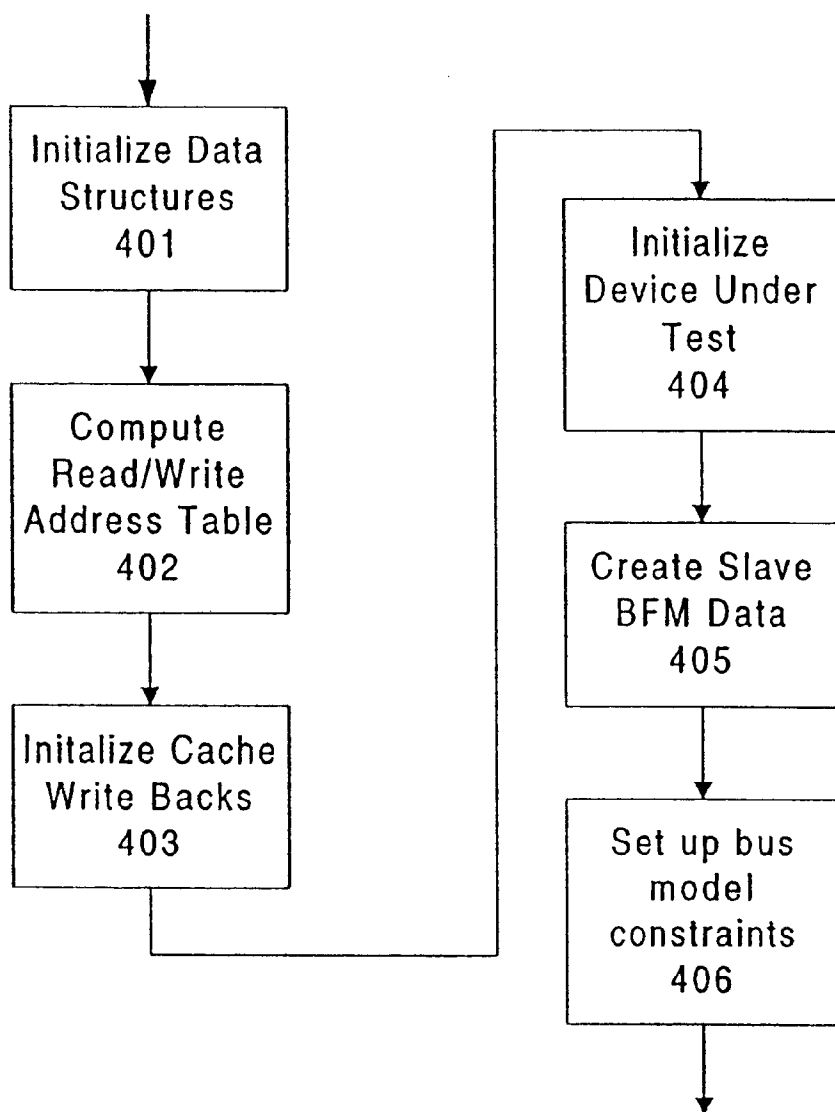 Initialize Data
Structures
401
Compute
Read/Write
Address Table
402
Initalize Cache
Write Backs
403
Initialize
Device Under
Test
404
Create Slave
BFM Data
405
Set up bus
model
constraints
406